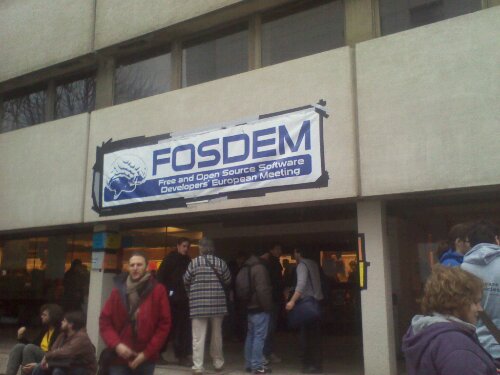 FOSDEM
Free and Open Source Software
Developers' European Meeting